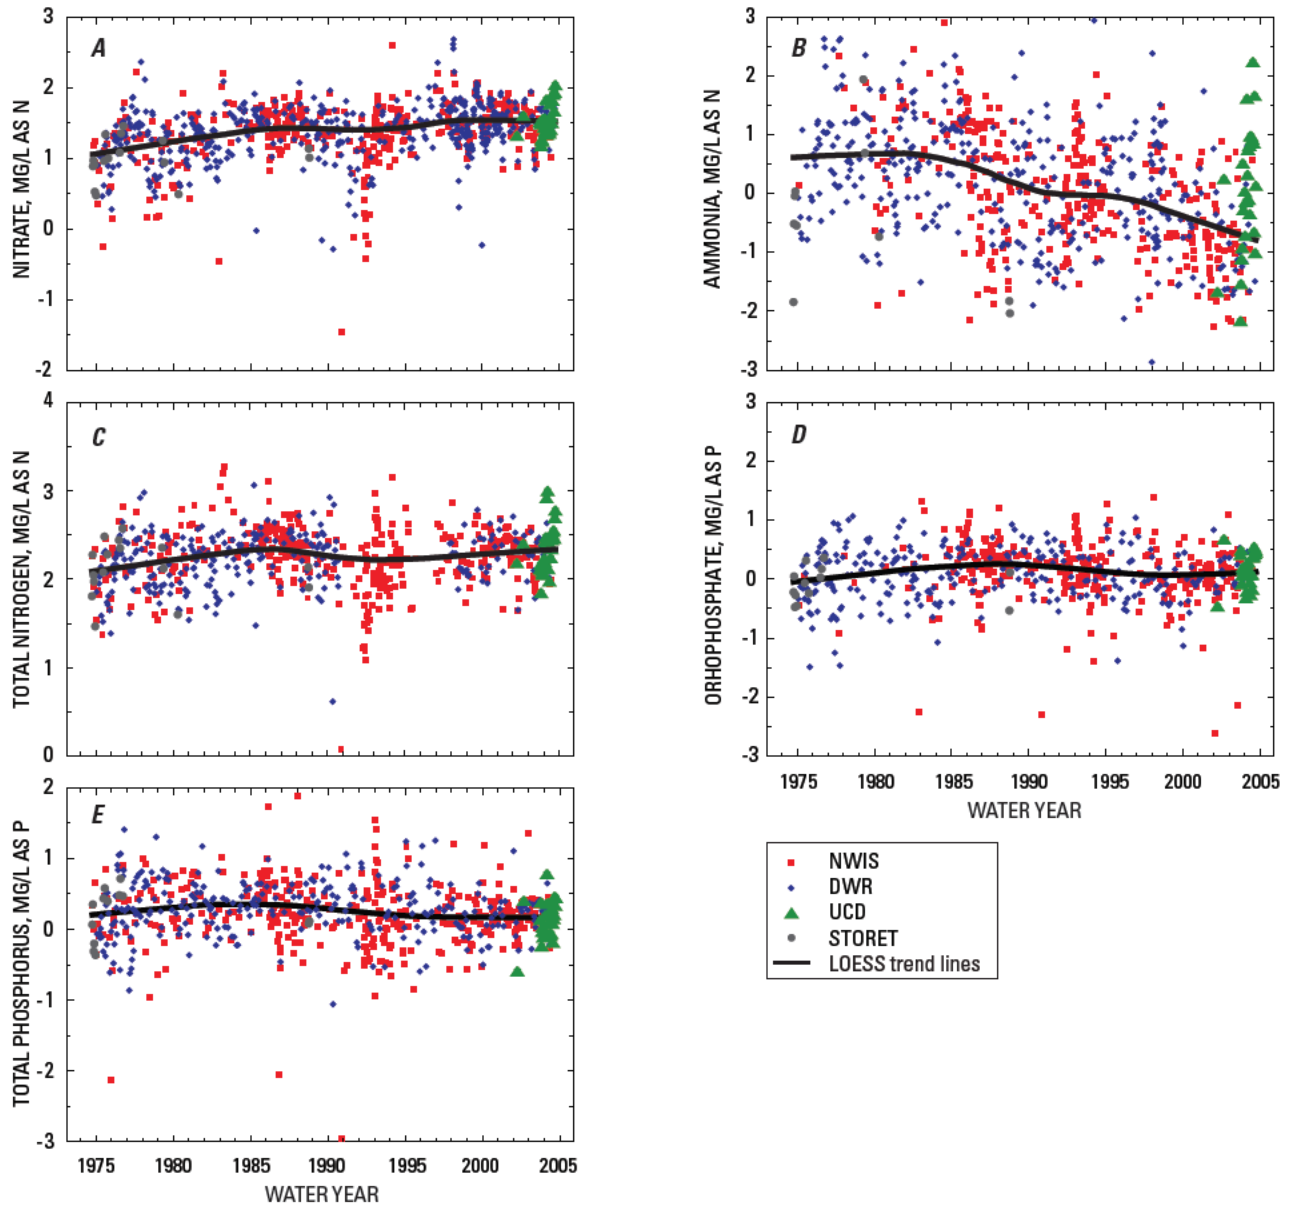 3
2
1
0
-1
-2
NITRATE, MG/L AS N
A
3
2
1
0
-1
-2
-3
AMMONIA, MG/L AS N
B
4
3
2
1
0
TOTAL NITROGEN, MG/L AS N
C
3
2
1
0
-1
-2
-3
ORHOPHOSPHATE, MG/L AS P
D
1975 1980 1985 1990 1995 2000 2005
WATER YEAR
2
1
0
-1
-2
-3
TOTAL PHOSPHORUS, MG/L AS P
E
1975 1980 1985 1990 1995 2000 2005
WATER YEAR
NWIS
DWR
UCD
STORET
LOESS trend lines